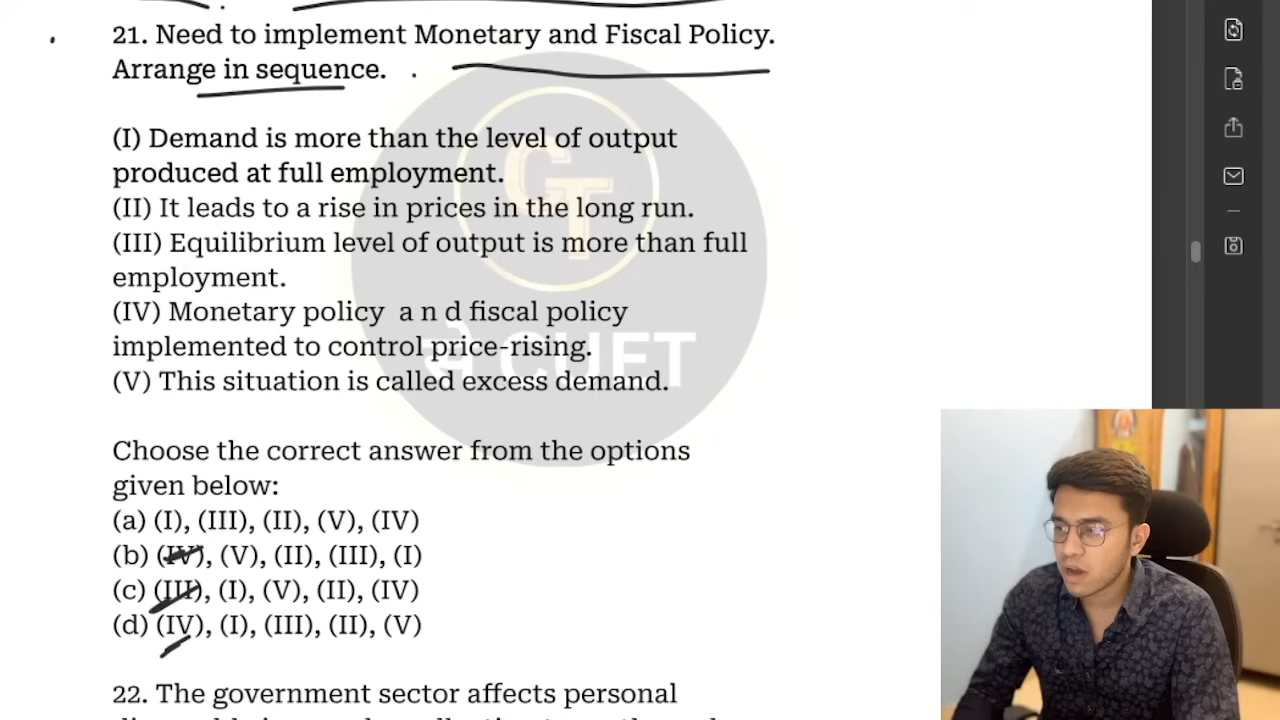 21. Need to implement Monetary and Fiscal Policy.
Arrange in sequence.
(I) Demand is more than the level of output
produced at full employment.
(II) It leads to a rise in prices in the long run.
(III) Equilibrium level of output is more than full
employment.
(IV) Monetary policy a n d fiscal policy
implemented to control price-rising.
(V) This situation is called excess demand.
Choose the correct answer from the options
given below:
(a) (I), (III), (II), (V), (IV)
(b) (IV), (V), (II), (III), (I)
(c) (III), (I), (V), (II), (IV)
(d) (IV), (I), (III), (II), (V)
22. The government sector affects personal